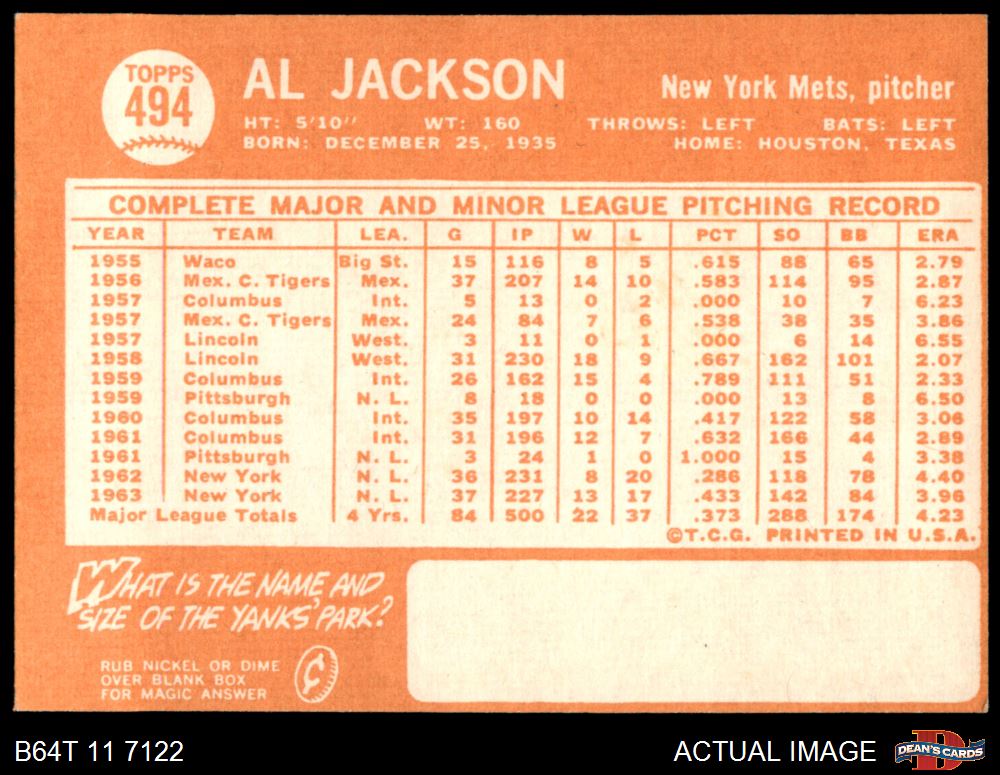 TOPPS
494
AL JACKSON
New York Mets, pitcher
HT: 5'10" WT: 160 THROWS: LEFT BATS: LEFT
BORN: DECEMBER 25, 1935 HOME: HOUSTON, TEXAS
COMPLETE MAJOR AND MINOR LEAGUE PITCHING RECORD
YEAR TEAM LEA. G IP W L PCT SO BB ERA
1955 Waco Big St. 15 116 8 5 .615 88 65 2.79
1956 Mex. C. Tigers Mex. 37 207 14 10 .583 114 95 2.87
1957 Columbus Int. 5 13 0 2 .000 10 7 6.23
1957 Mex. C. Tigers Mex. 24 84 7 6 .538 38 35 3.86
1957 Lincoln West. 3 11 0 1 .000 6 14 6.55
1958 Lincoln West. 31 230 18 9 .667 162 101 2.07
1959 Columbus Int. 26 162 15 4 .789 111 51 2.33
1959 Pittsburgh N. L. 8 18 0 0 .000 13 8 6.50
1960 Columbus Int. 35 197 10 14 .417 122 58 3.06
1961 Columbus Int. 31 196 12 7 .632 166 44 2.89
1961 Pittsburgh N. L. 3 24 1 0 1.000 15 4 3.38
1962 New York N. L. 36 231 8 20 .286 118 78 4.40
1963 New York N. L. 37 227 13 17 .433 142 84 3.96
Major League Totals 4 Yrs. 84 500 22 37 .373 288 174 4.23
©T.C.G. PRINTED IN U.S.A.
WHAT IS THE NAME AND
SIZE OF THE YANKS' PARK?
RUB NICKEL OR DIME
OVER BLANK BOX
FOR MAGIC ANSWER
¢
B64T 11 7122 ACTUAL IMAGE
D
DEAN'S CARDS